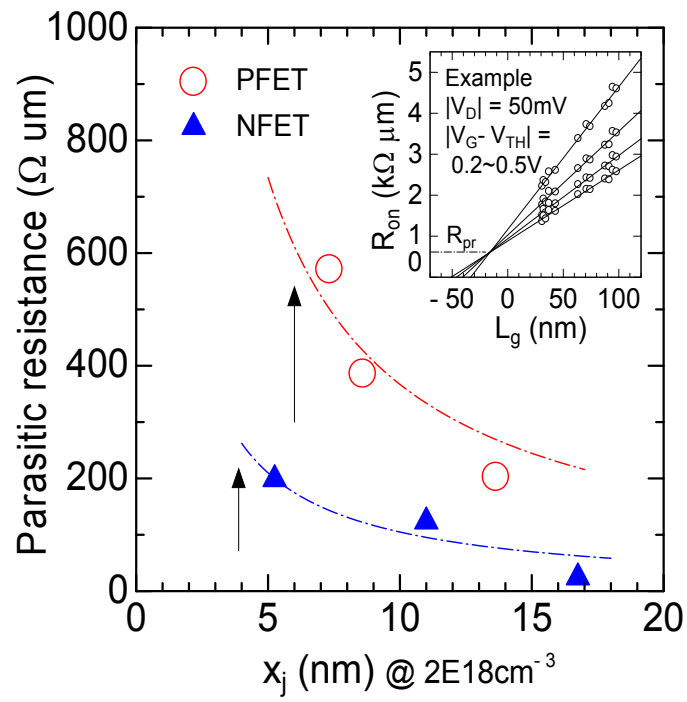 1000
800
600
400
200
0
Parasitic resistance (Ω um)
PFET
NFET
0
5
10
15
20
x_j (nm) @ 2E18cm⁻³
5
4
3
2
1
0
R_on (kΩ μm)
Example
|V_D| = 50mV
|V_G- V_TH| =
0.2~0.5V
R_pr
- 50
0
50
100
L_g (nm)